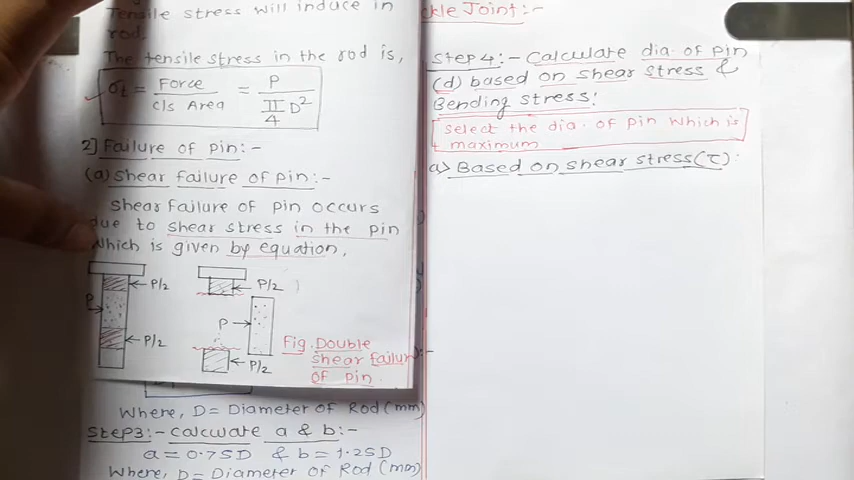 Tensile stress will induce in
rod.
The tensile stress in the rod is,
σt = Force / c/s Area = P / π/4 D²
2] Failure of pin:-
(a) Shear failure of pin:-
Shear Failure of pin occurs
due to shear stress in the pin
which is given by equation,
P/2
P
P/2
P/2
P
P/2
Fig. Double
shear failure
of pin.
Where, D = Diameter of Rod (mm)
Step3:- Calculate a & b:-
a = 0.75D & b = 1.25D
Where, D = Diameter of Rod (mm)
ckle Joint:-
Step 4:- Calculate dia. of pin
(d) based on shear stress &
Bending stress:
Select the dia. of pin which is
maximum
a> Based on shear stress (τ):